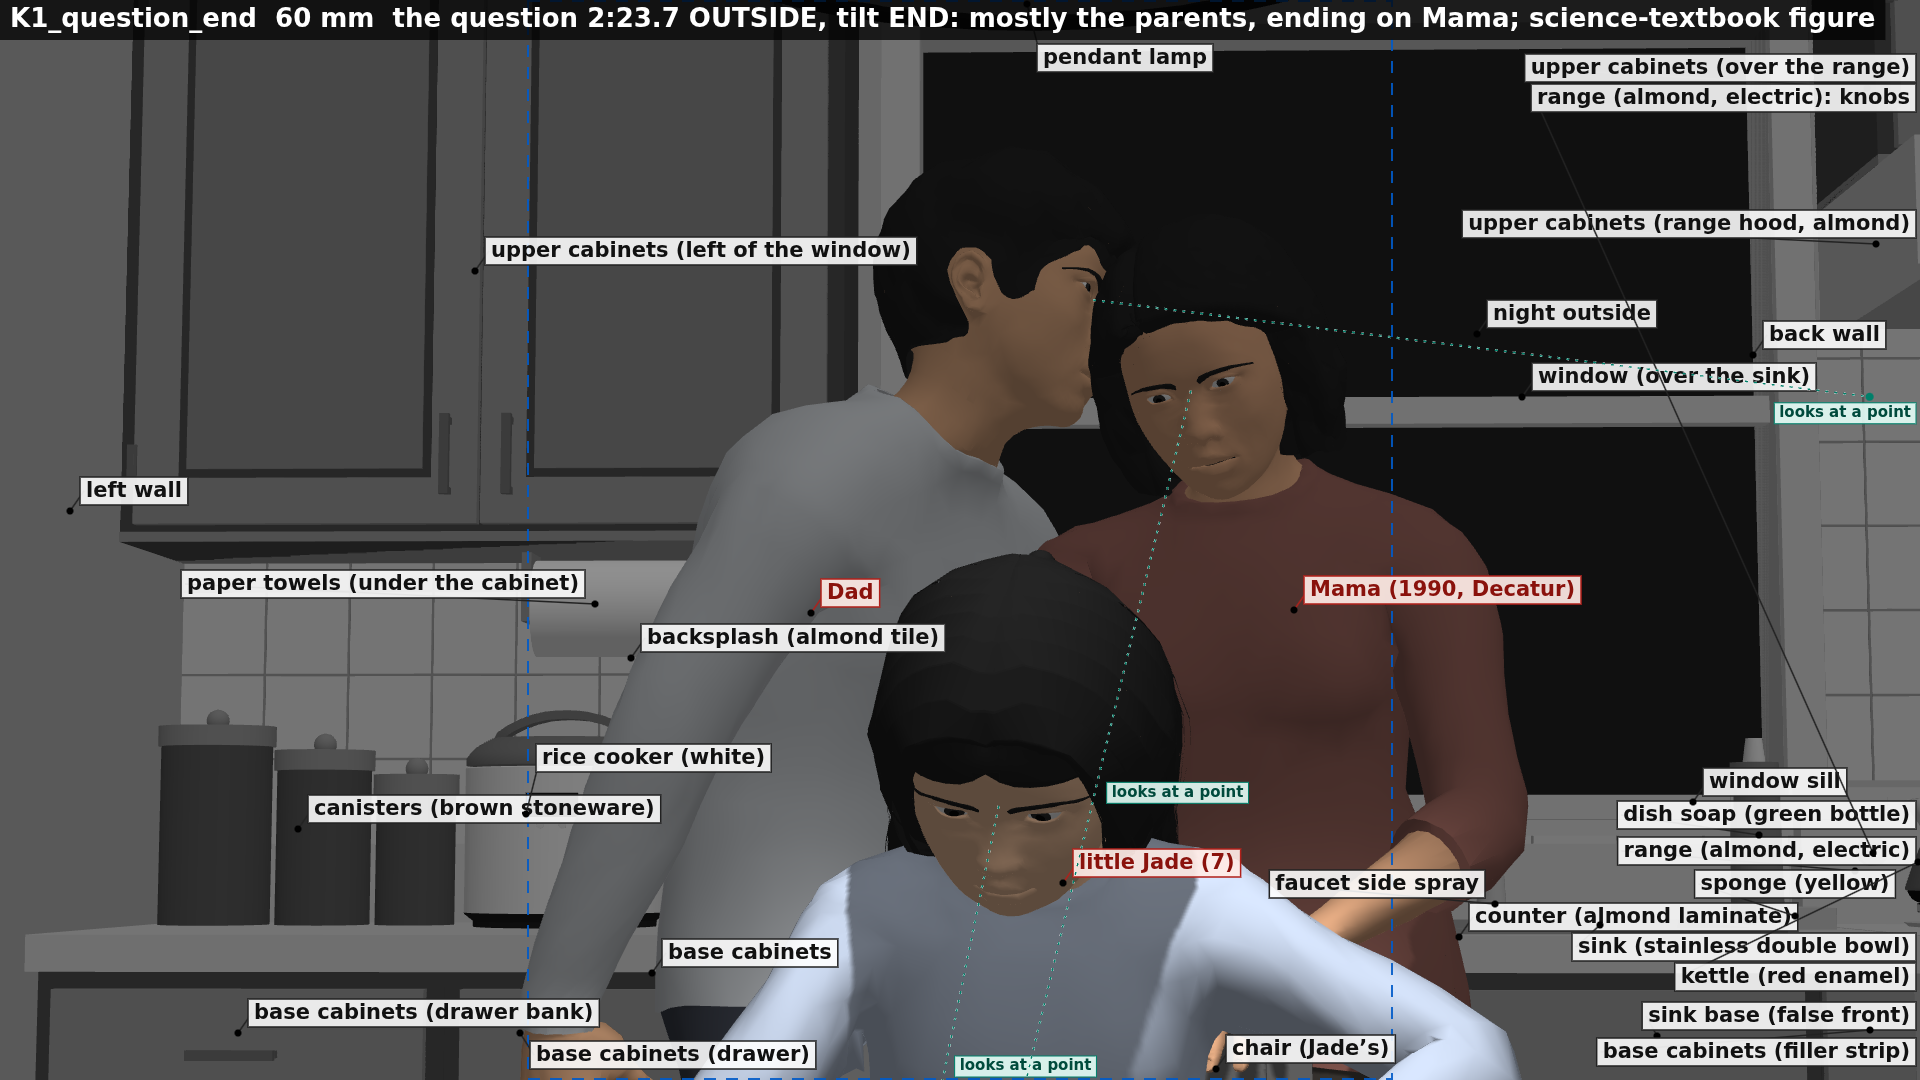 K1_question_end  60 mm  the question 2:23.7 OUTSIDE, tilt END: mostly the parents, ending on Mama; science-textbook figure
pendant lamp
upper cabinets (over the range)
range (almond, electric): knobs
upper cabinets (range hood, almond)
upper cabinets (left of the window)
night outside
back wall
window (over the sink)
looks at a point
left wall
paper towels (under the cabinet)
Dad
Mama (1990, Decatur)
backsplash (almond tile)
rice cooker (white)
window sill
looks at a point
canisters (brown stoneware)
dish soap (green bottle)
range (almond, electric)
little Jade (7)
faucet side spray
sponge (yellow)
counter (almond laminate)
sink (stainless double bowl)
base cabinets
kettle (red enamel)
base cabinets (drawer bank)
sink base (false front)
chair (Jade’s)
base cabinets (drawer)
base cabinets (filler strip)
looks at a point